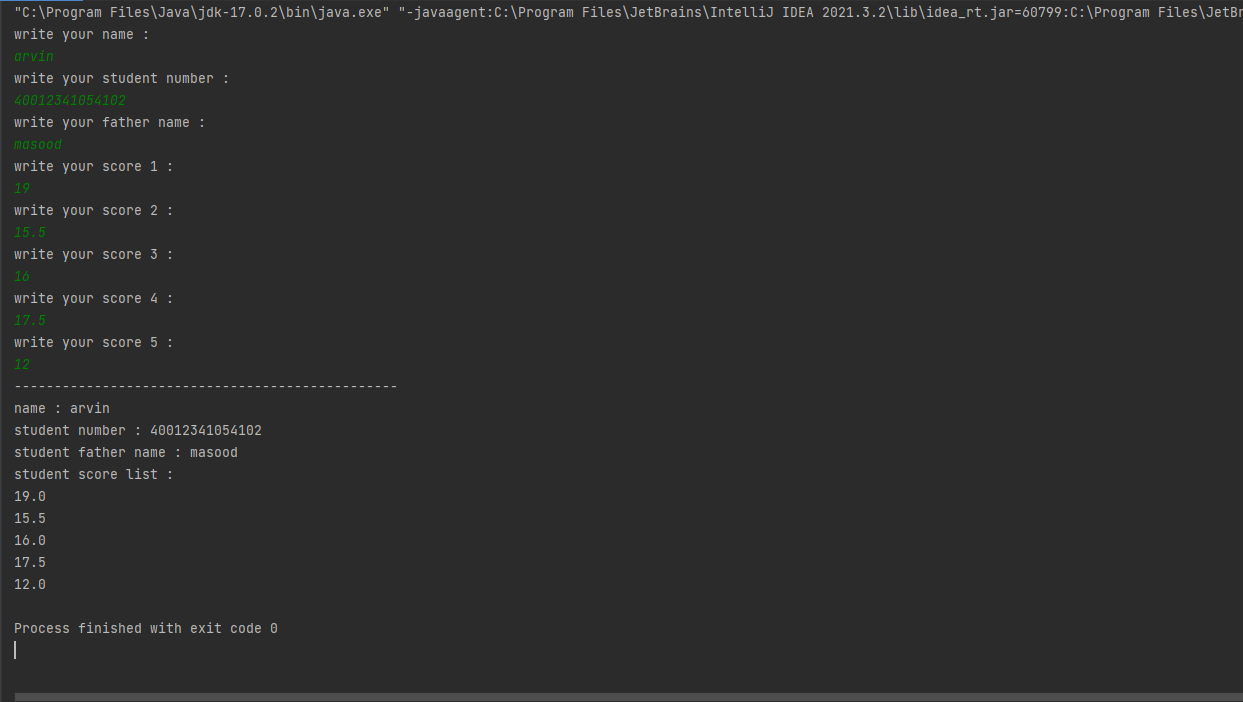 "C:\Program Files\Java\jdk-17.0.2\bin\java.exe" "-javaagent:C:\Program Files\JetBrains\IntelliJ IDEA 2021.3.2\lib\idea_rt.jar=60799:C:\Program Files\JetBr
write your name :
arvin
write your student number :
40012341054102
write your father name :
masood
write your score 1 :
19
write your score 2 :
15.5
write your score 3 :
16
write your score 4 :
17.5
write your score 5 :
12
------------------------------------------------
name : arvin
student number : 40012341054102
student father name : masood
student score list :
19.0
15.5
16.0
17.5
12.0
Process finished with exit code 0